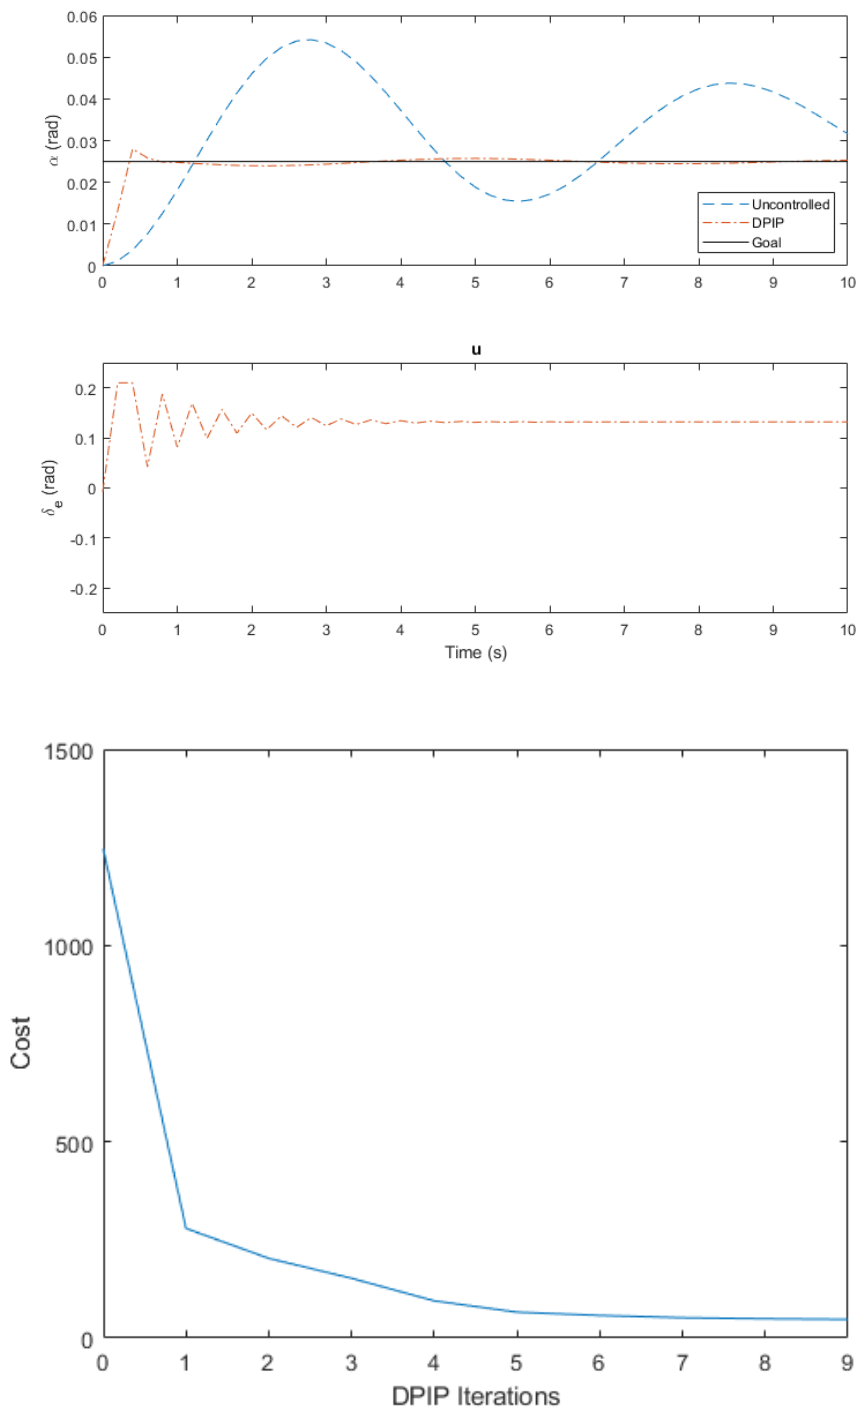 0.06
0.05
0.04
0.03
0.02
0.01
0
α (rad)
Uncontrolled
DPIP
Goal
0 1 2 3 4 5 6 7 8 9 10
u
0.2
0.1
0
-0.1
-0.2
δe (rad)
0 1 2 3 4 5 6 7 8 9 10
Time (s)
1500
1000
500
0
Cost
0 1 2 3 4 5 6 7 8 9
DPIP Iterations